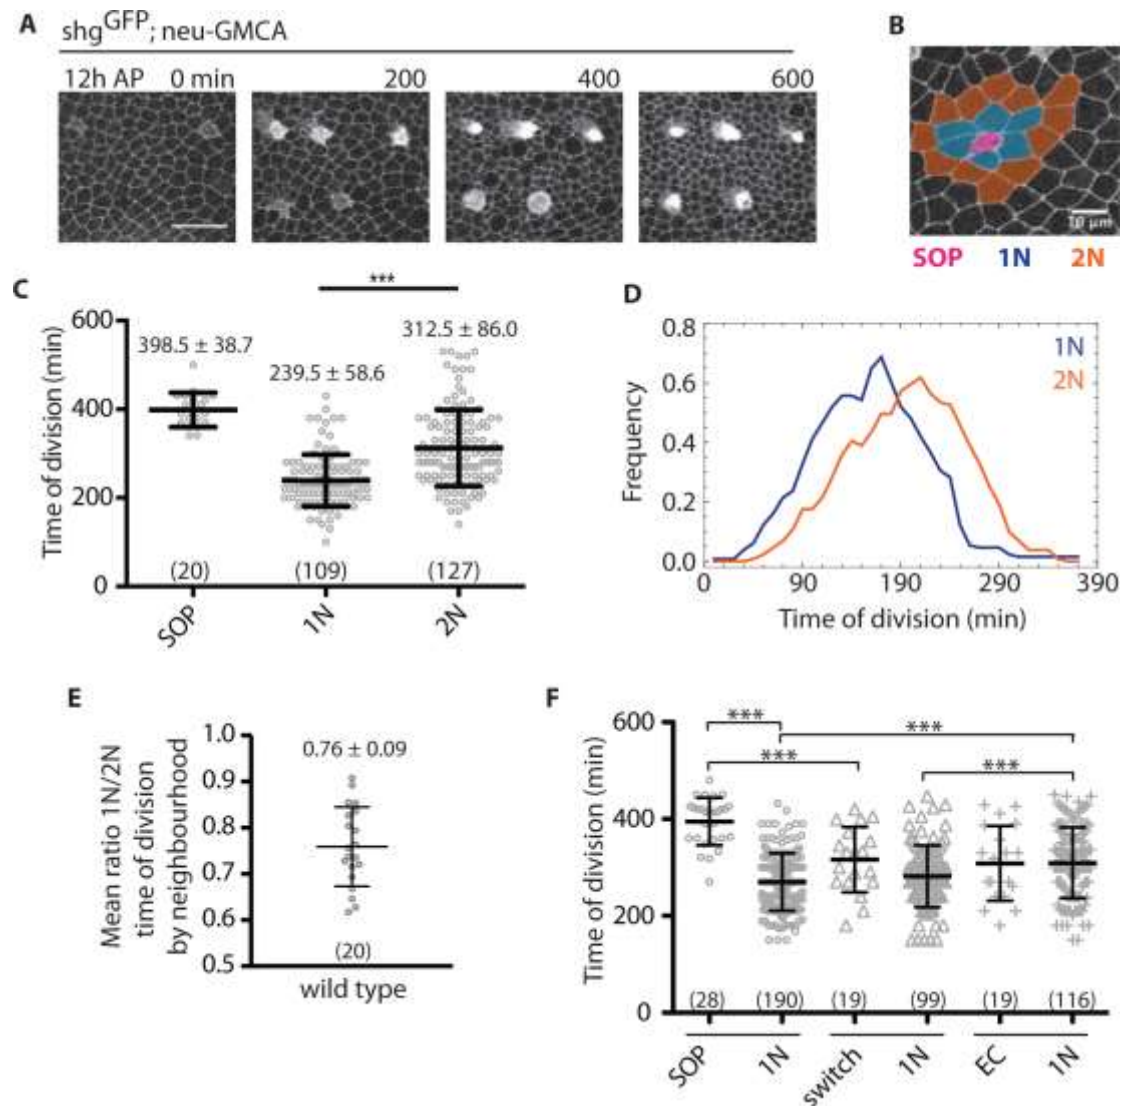 A
shg^GFP; neu-GMCA
12h AP 0 min 200 400 600
B
10 µm
SOP 1N 2N
C
***
Time of division (min)
600
400
200
0
398.5 ± 38.7
239.5 ± 58.6
312.5 ± 86.0
(20) (109) (127)
SOP 1N 2N
D
Frequency
0.8
0.6
0.4
0.2
0.0
1N
2N
0 90 190 290 390
Time of division (min)
E
Mean ratio 1N/2N
time of division
by neighbourhood
1.0
0.9
0.8
0.7
0.6
0.5
0.76 ± 0.09
(20)
wild type
F
Time of division (min)
600
400
200
0
*** ***
*** ***
(28) (190) (19) (99) (19) (116)
SOP 1N switch 1N EC 1N